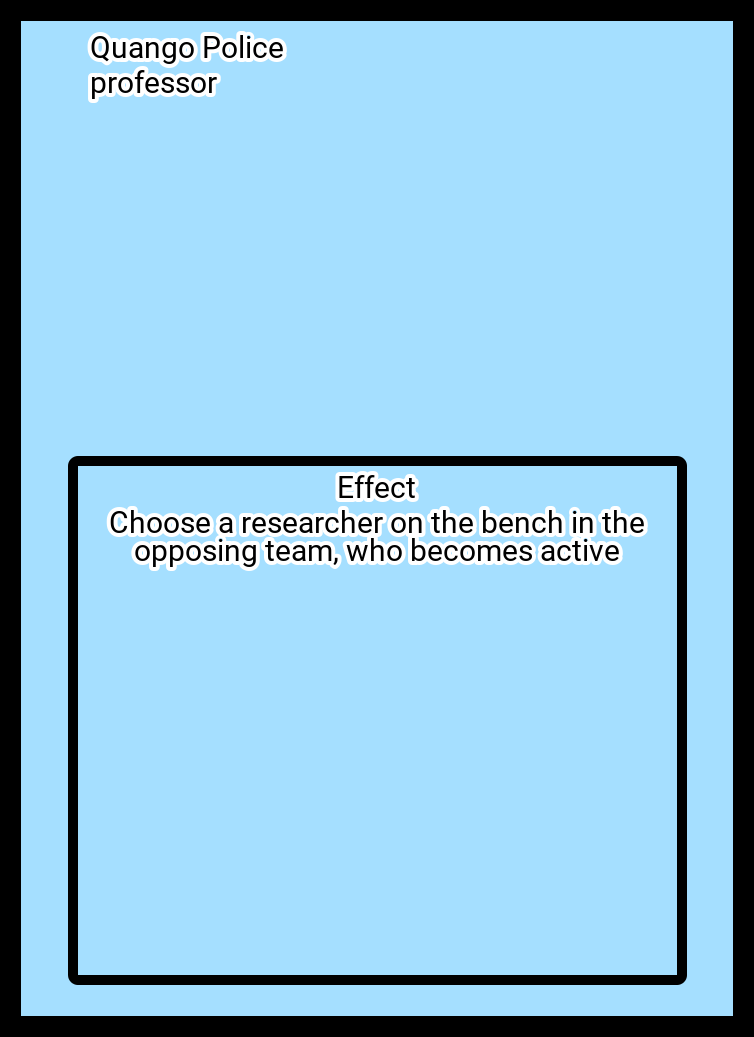 Quango Police
professor
Effect
Choose a researcher on the bench in the
opposing team, who becomes active